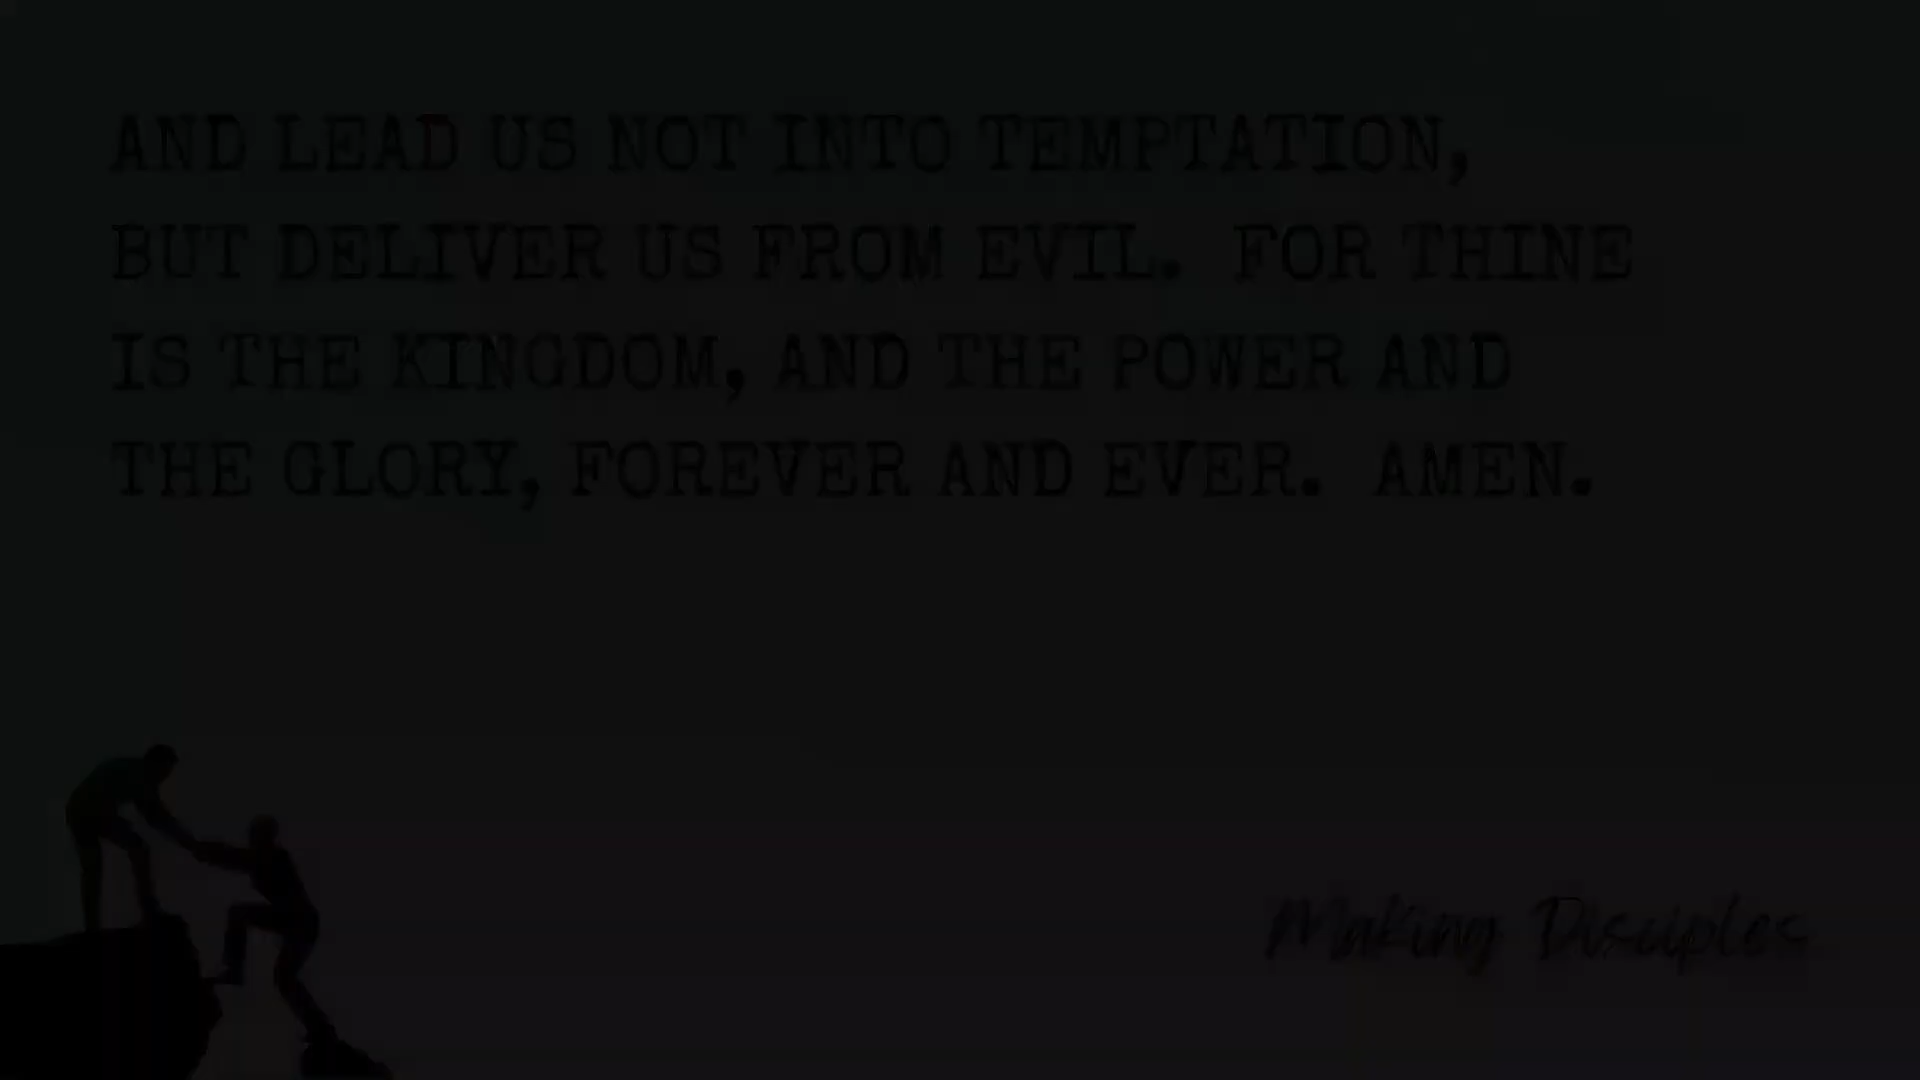 AND LEAD US NOT INTO TEMPTATION,
BUT DELIVER US FROM EVIL. FOR THINE
IS THE KINGDOM, AND THE POWER AND
THE GLORY, FOREVER AND EVER. AMEN.
Making Disciples